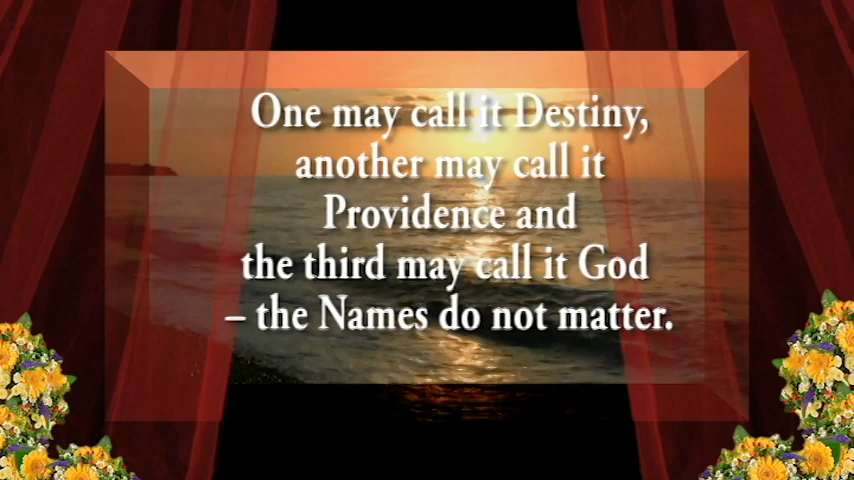 One may call it Destiny,
another may call it
Providence and
the third may call it God
– the Names do not matter.